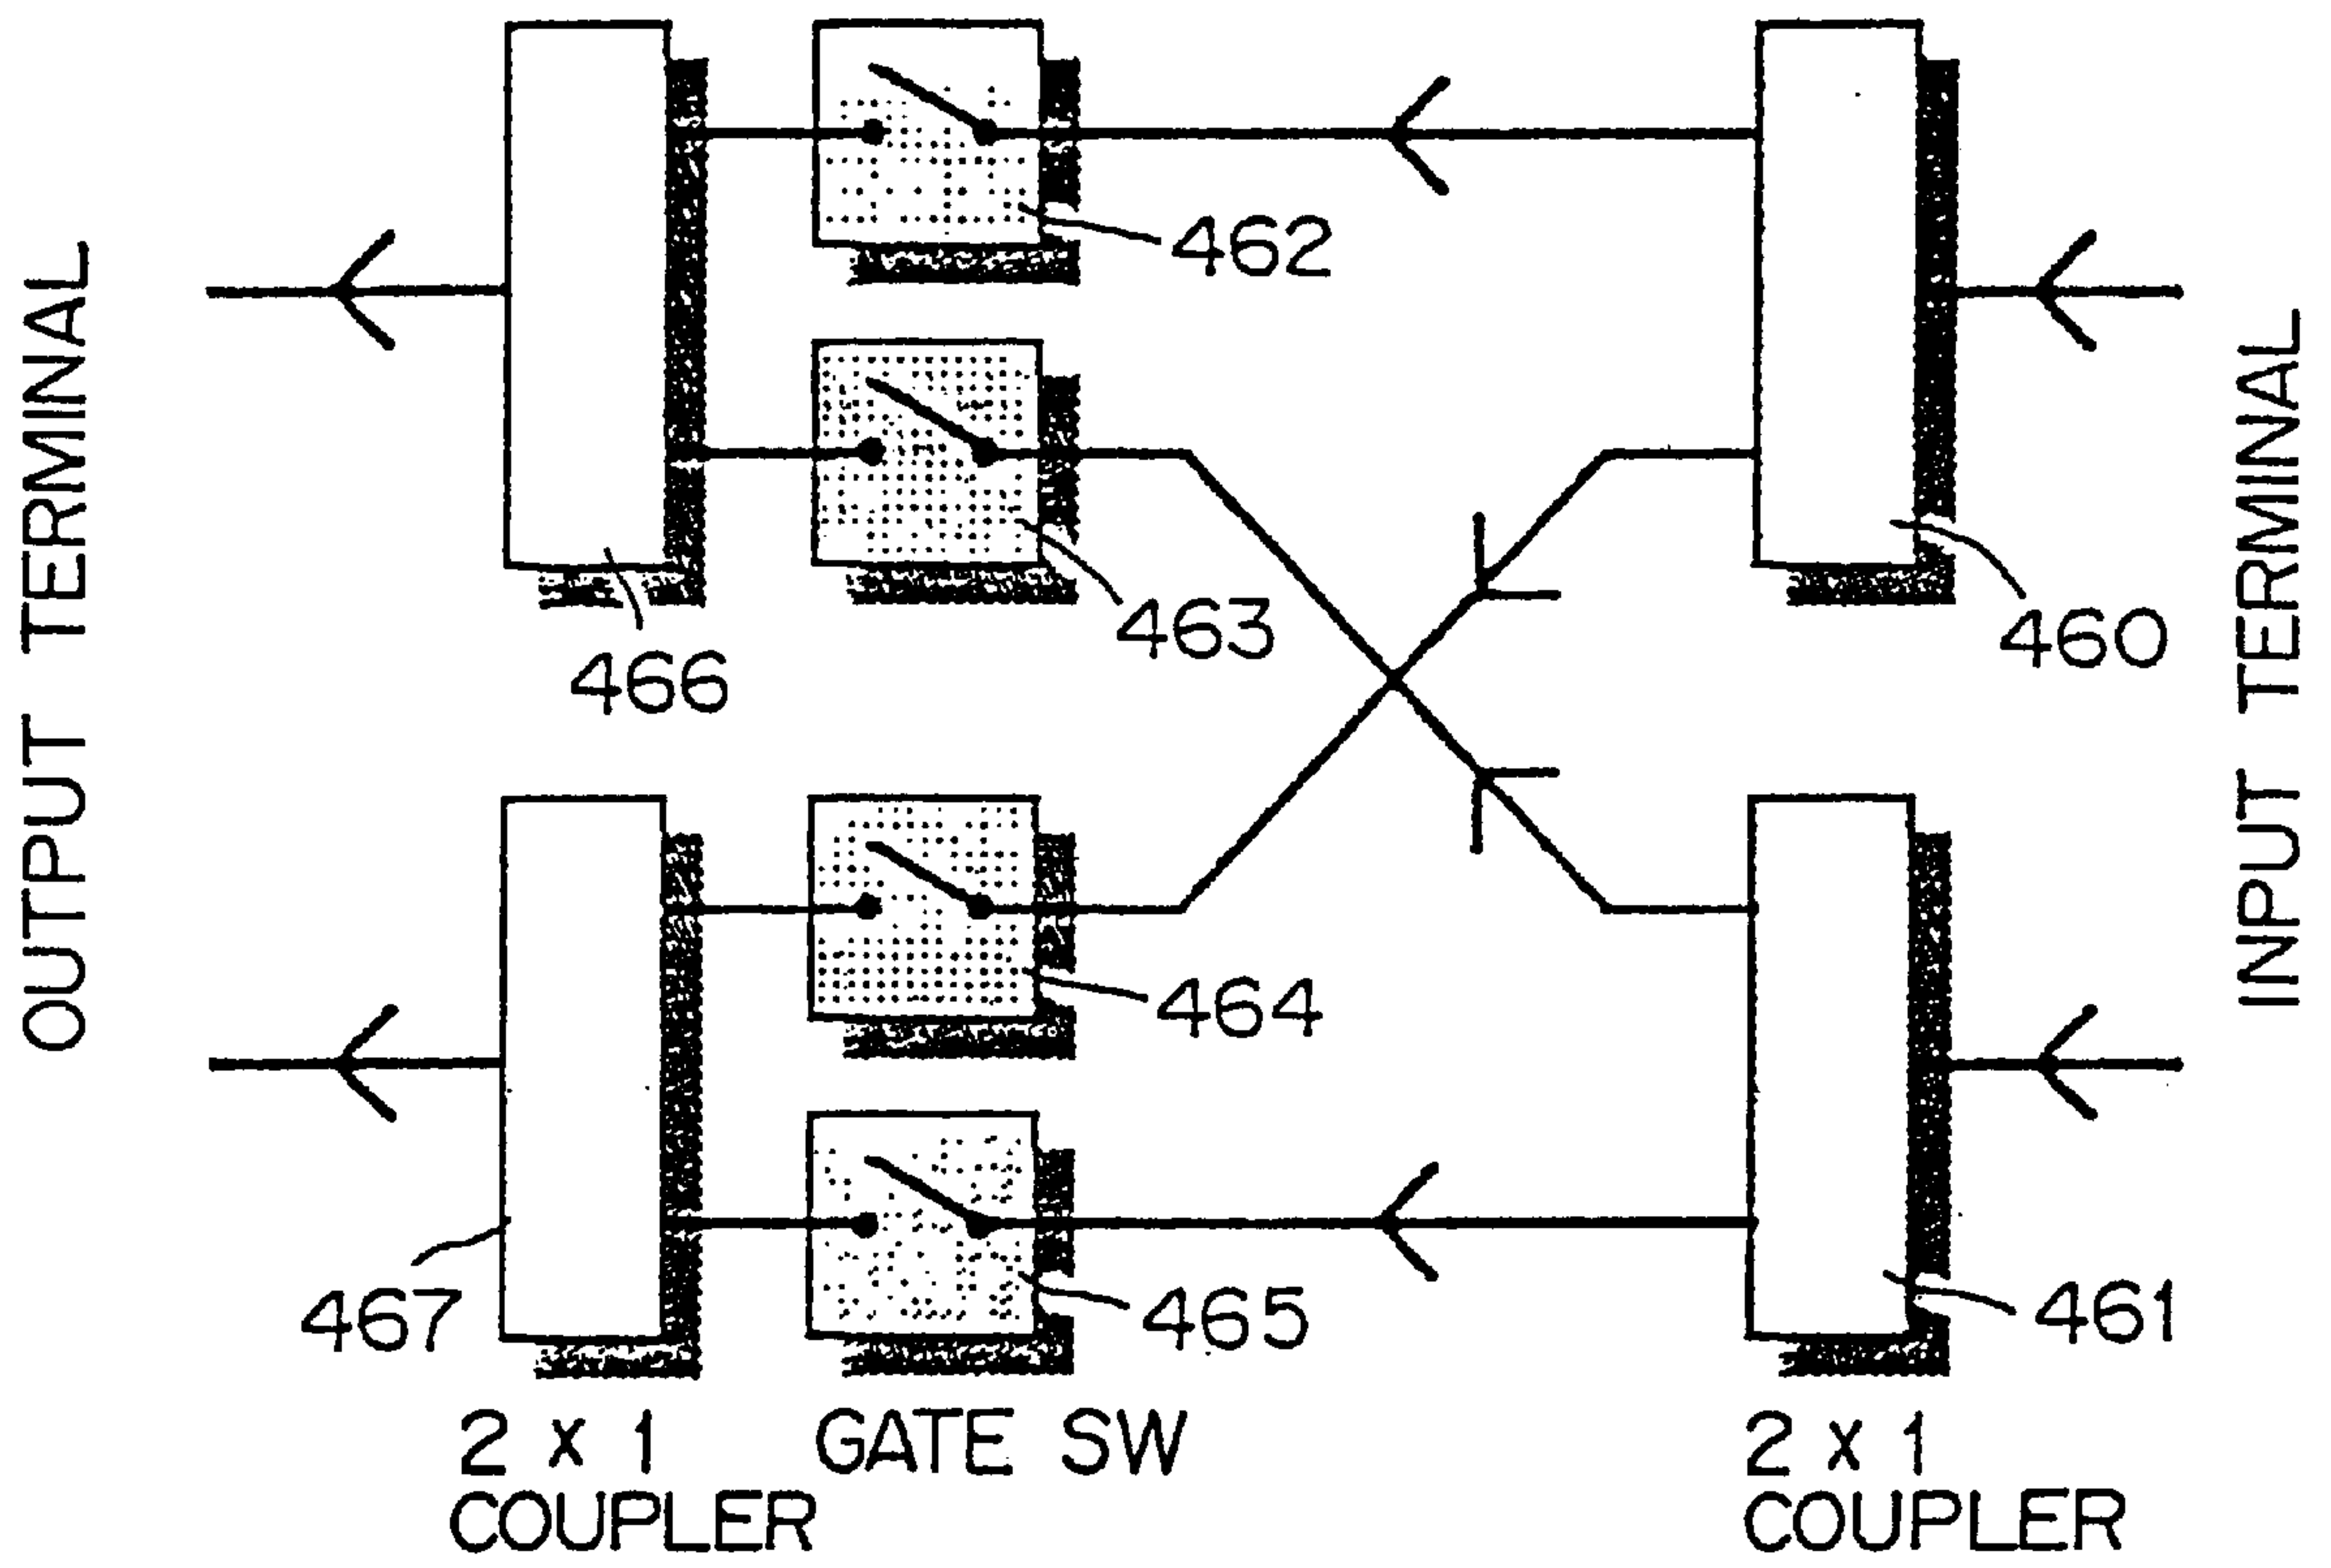 OUTPUT TERMINAL
INPUT TERMINAL
462
463
460
466
464
467
465
461
2 x 1
COUPLER
GATE SW
2 x 1
COUPLER